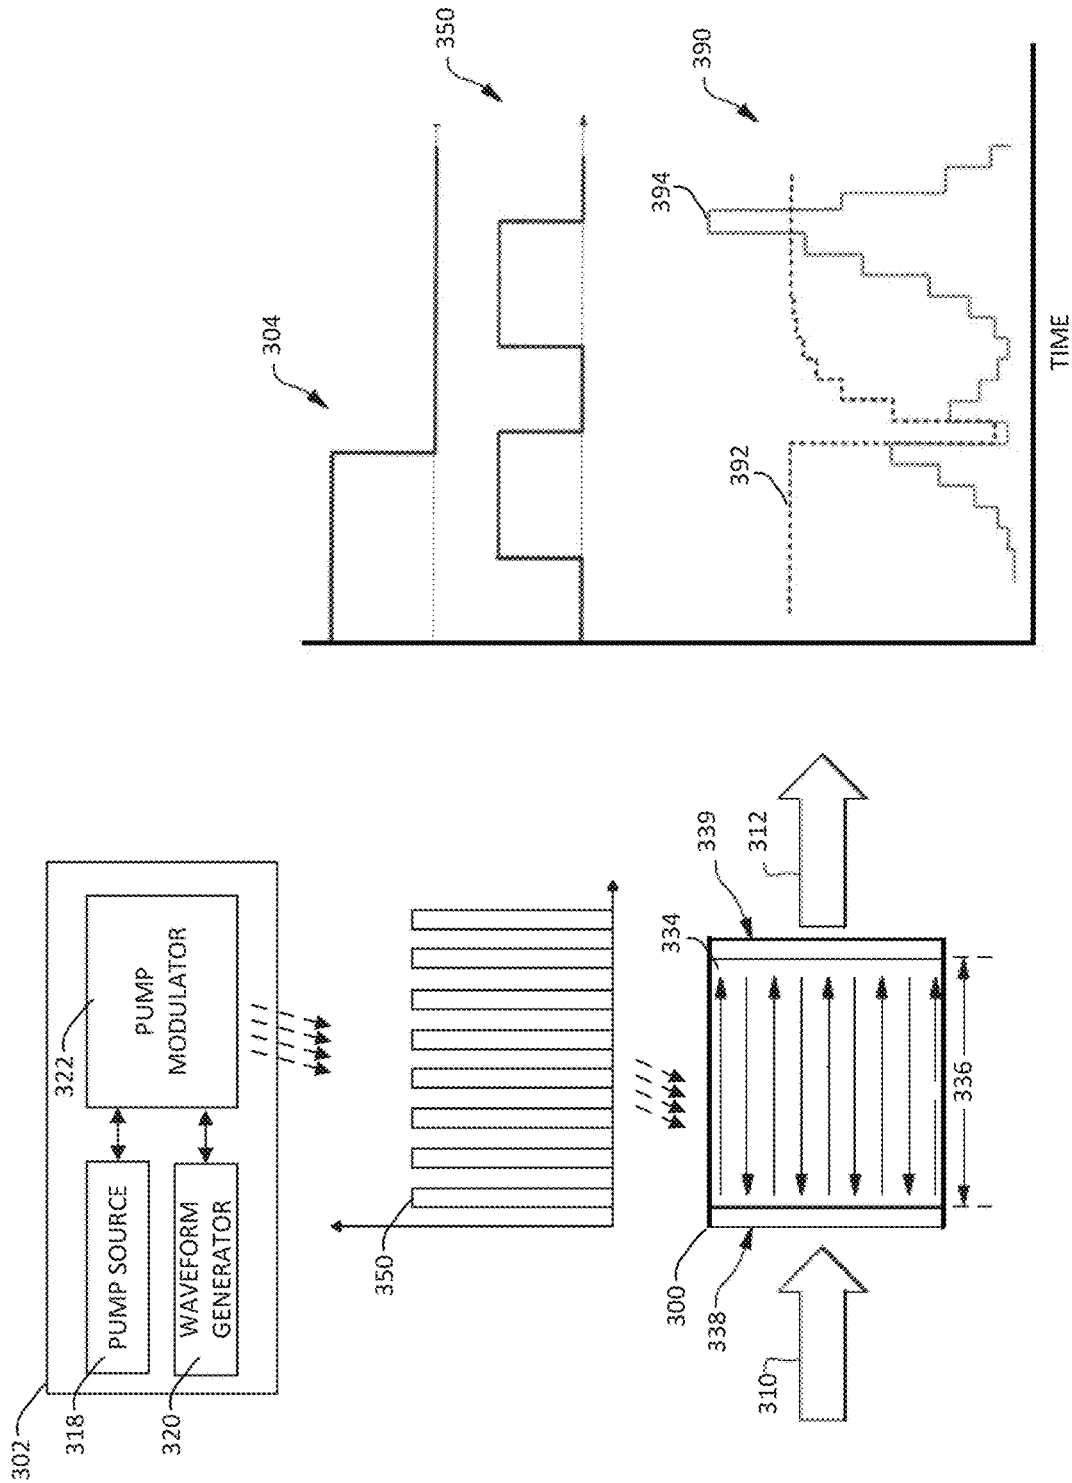 302
318
PUMP SOURCE
320
WAVEFORM
GENERATOR
322
PUMP
MODULATOR
350
300
338
310
334
339
312
336
304
350
390
392
394
TIME